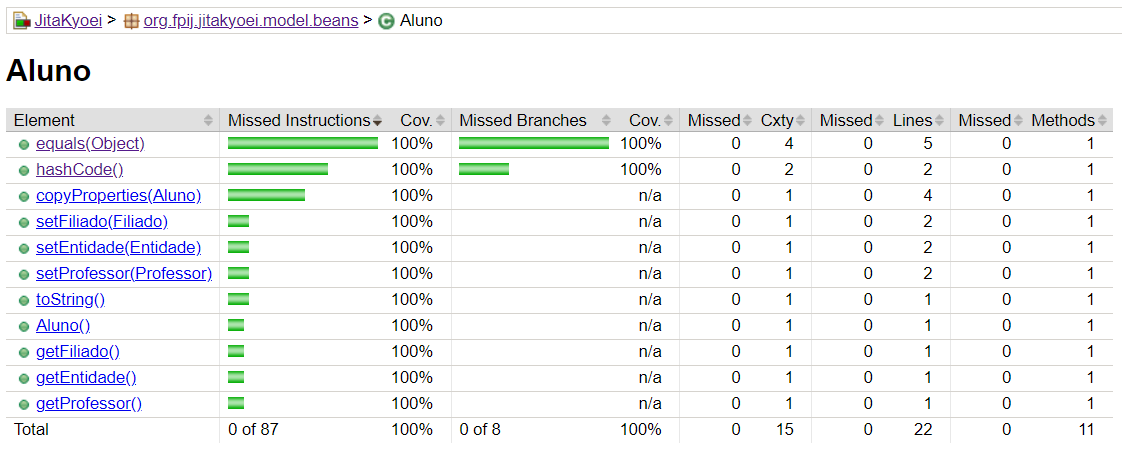 JitaKyoei > org.fpij.jitakyoei.model.beans > Aluno
Aluno
Element Missed Instructions Cov. Missed Branches Cov. Missed Cxty Missed Lines Missed Methods
equals(Object) 100% 100% 0 4 0 5 0 1
hashCode() 100% 100% 0 2 0 2 0 1
copyProperties(Aluno) 100% n/a 0 1 0 4 0 1
setFiliado(Filiado) 100% n/a 0 1 0 2 0 1
setEntidade(Entidade) 100% n/a 0 1 0 2 0 1
setProfessor(Professor) 100% n/a 0 1 0 2 0 1
toString() 100% n/a 0 1 0 1 0 1
Aluno() 100% n/a 0 1 0 1 0 1
getFiliado() 100% n/a 0 1 0 1 0 1
getEntidade() 100% n/a 0 1 0 1 0 1
getProfessor() 100% n/a 0 1 0 1 0 1
Total 0 of 87 100% 0 of 8 100% 0 15 0 22 0 11